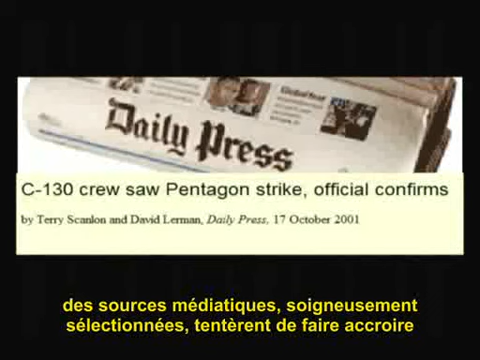 Daily Press
C-130 crew saw Pentagon strike, official confirms
by Terry Scanlon and David Lerman, Daily Press, 17 October 2001
des sources médiatiques, soigneusement
sélectionnées, tentèrent de faire accroire